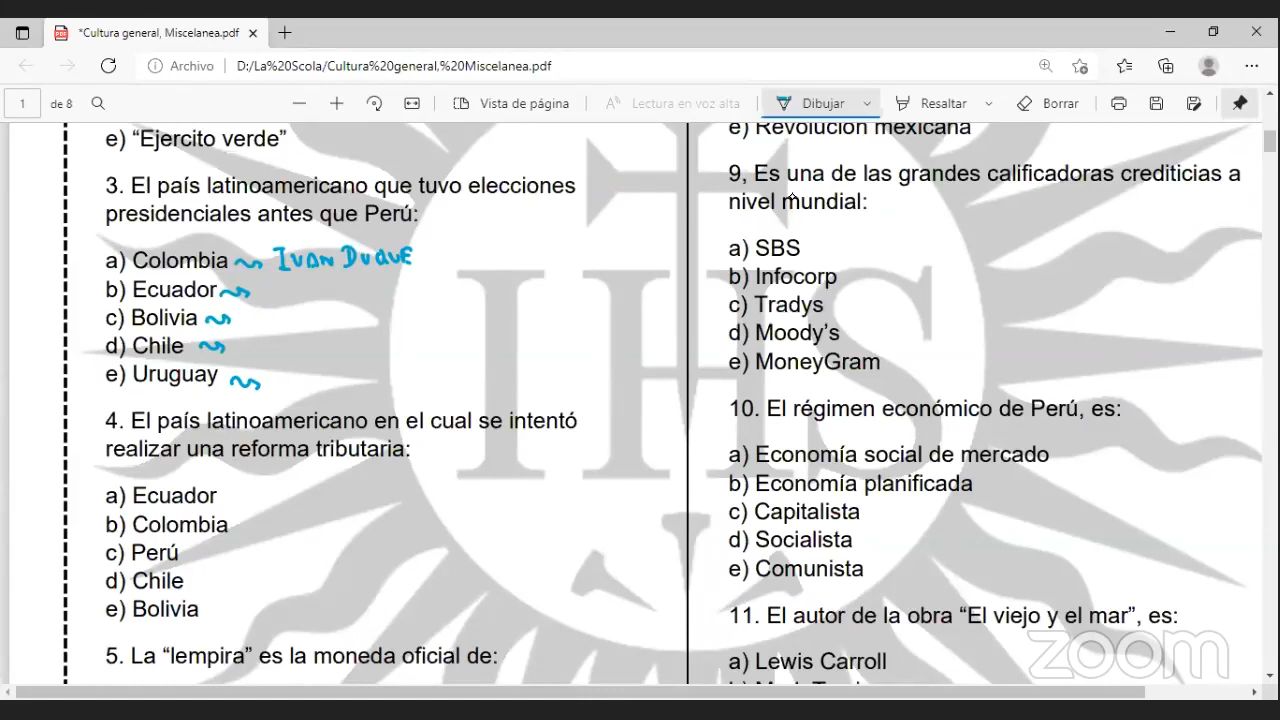 *Cultura general, Miscelanea.pdf
Archivo
D:/La%20Scola/Cultura%20general,%20Miscelanea.pdf
1
de 8
Vista de página
Lectura en voz alta
Dibujar
Resaltar
Borrar
e) “Ejercito verde”
3. El país latinoamericano que tuvo elecciones
presidenciales antes que Perú:
a) Colombia IVAN DUQUE
b) Ecuador
c) Bolivia
d) Chile
e) Uruguay
4. El país latinoamericano en el cual se intentó
realizar una reforma tributaria:
a) Ecuador
b) Colombia
c) Perú
d) Chile
e) Bolivia
5. La “lempira” es la moneda oficial de:
e) Revolución mexicana
9, Es una de las grandes calificadoras crediticias a
nivel mundial:
a) SBS
b) Infocorp
c) Tradys
d) Moody’s
e) MoneyGram
10. El régimen económico de Perú, es:
a) Economía social de mercado
b) Economía planificada
c) Capitalista
d) Socialista
e) Comunista
11. El autor de la obra “El viejo y el mar”, es:
a) Lewis Carroll
IHS
zoom